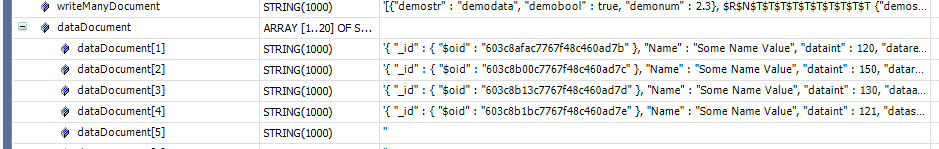 writeManyDocument STRING(1000) '[{"demostr" : "demodata", "demobool" : true, "demonum" : 2.3}, $R$N$T$T$T$T$T$T$T$T$T {"demos...
dataDocument ARRAY [1..20] OF S...
dataDocument[1] STRING(1000) '{ "_id" : { "$oid" : "603c8afac7767f48c460ad7b" }, "Name" : "Some Name Value", "dataint" : 120, "datare...
dataDocument[2] STRING(1000) '{ "_id" : { "$oid" : "603c8b00c7767f48c460ad7c" }, "Name" : "Some Name Value", "dataint" : 150, "datar...
dataDocument[3] STRING(1000) '{ "_id" : { "$oid" : "603c8b13c7767f48c460ad7d" }, "Name" : "Some Name Value", "dataint" : 130, "dataa...
dataDocument[4] STRING(1000) '{ "_id" : { "$oid" : "603c8b1bc7767f48c460ad7e" }, "Name" : "Some Name Value", "dataint" : 121, "datas...
dataDocument[5] STRING(1000) ''